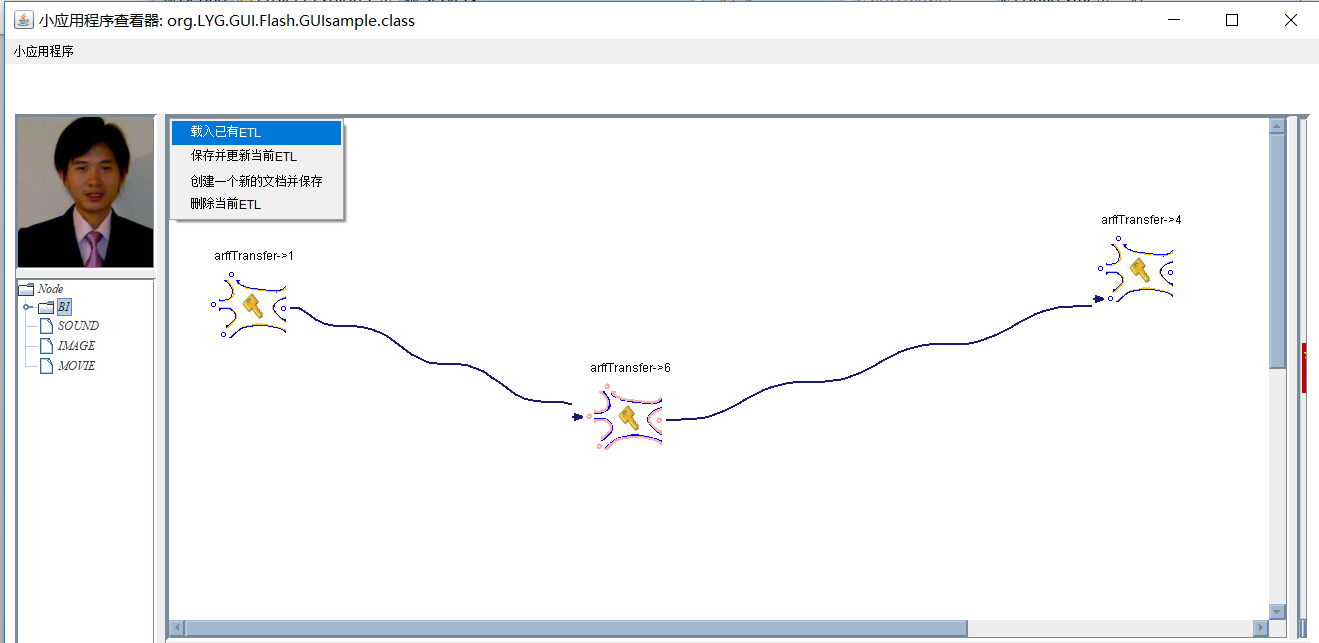 小应用程序查看器: org.LYG.GUI.Flash.GUIsample.class
小应用程序
载入已有ETL
保存并更新当前ETL
创建一个新的文档并保存
删除当前ETL
Node
BI
SOUND
IMAGE
MOVIE
arffTransfer->1
arffTransfer->6
arffTransfer->4